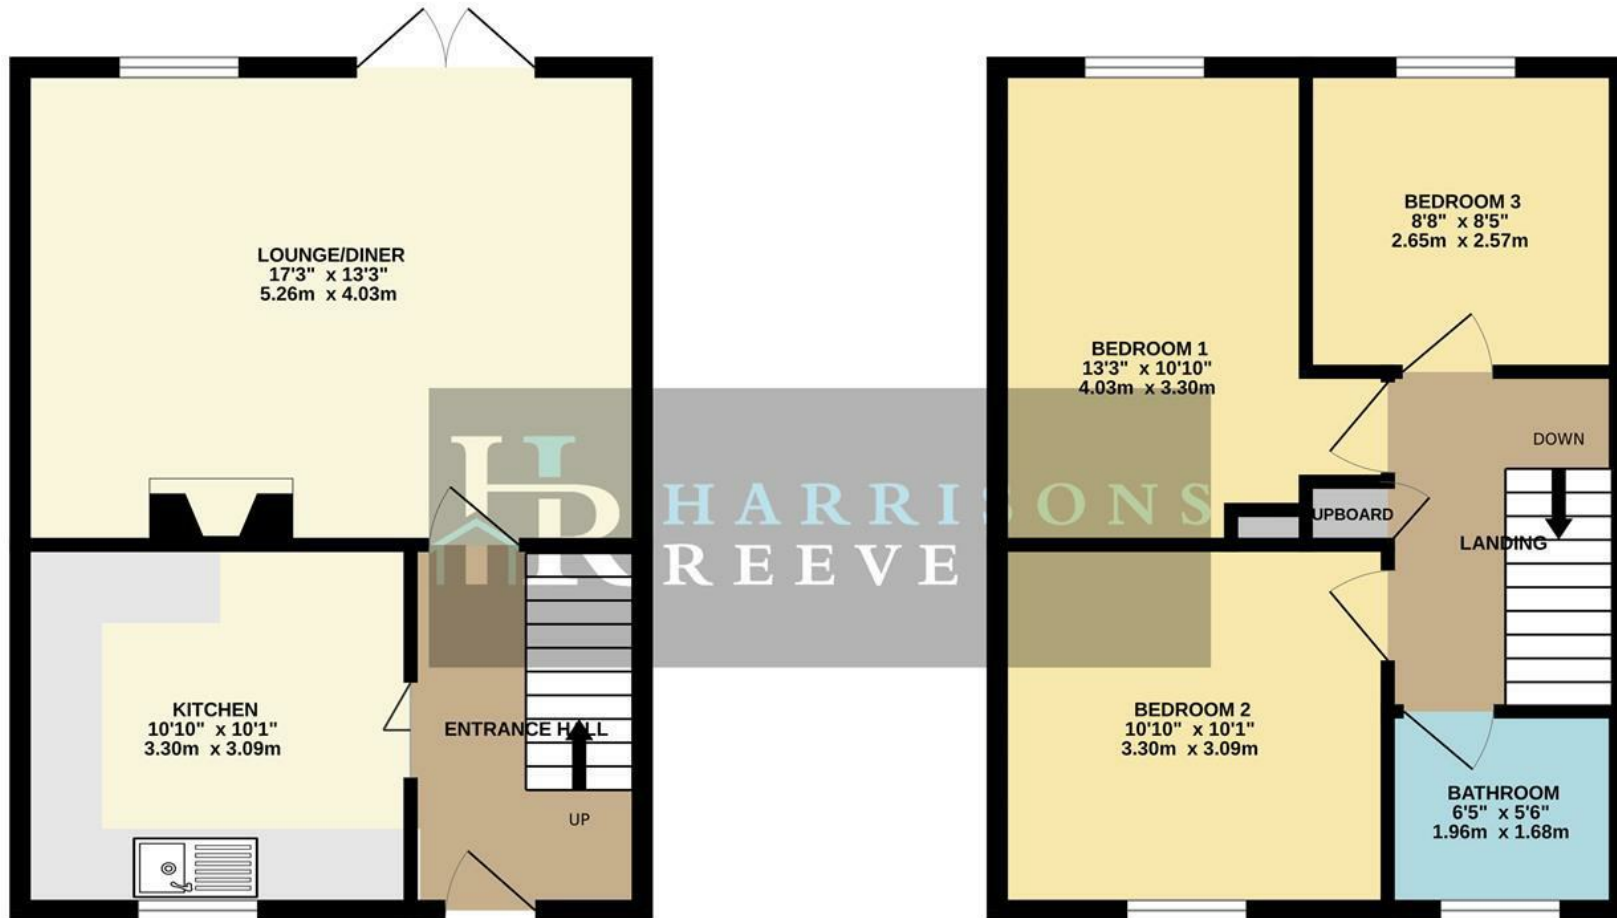 LOUNGE/DINER
17'3" x 13'3"
5.26m x 4.03m
KITCHEN
10'10" x 10'1"
3.30m x 3.09m
ENTRANCE HALL
UP
HR HARRISONS
REEVE
BEDROOM 1
13'3" x 10'10"
4.03m x 3.30m
BEDROOM 3
8'8" x 8'5"
2.65m x 2.57m
DOWN
UPBOARD
LANDING
BEDROOM 2
10'10" x 10'1"
3.30m x 3.09m
BATHROOM
6'5" x 5'6"
1.96m x 1.68m